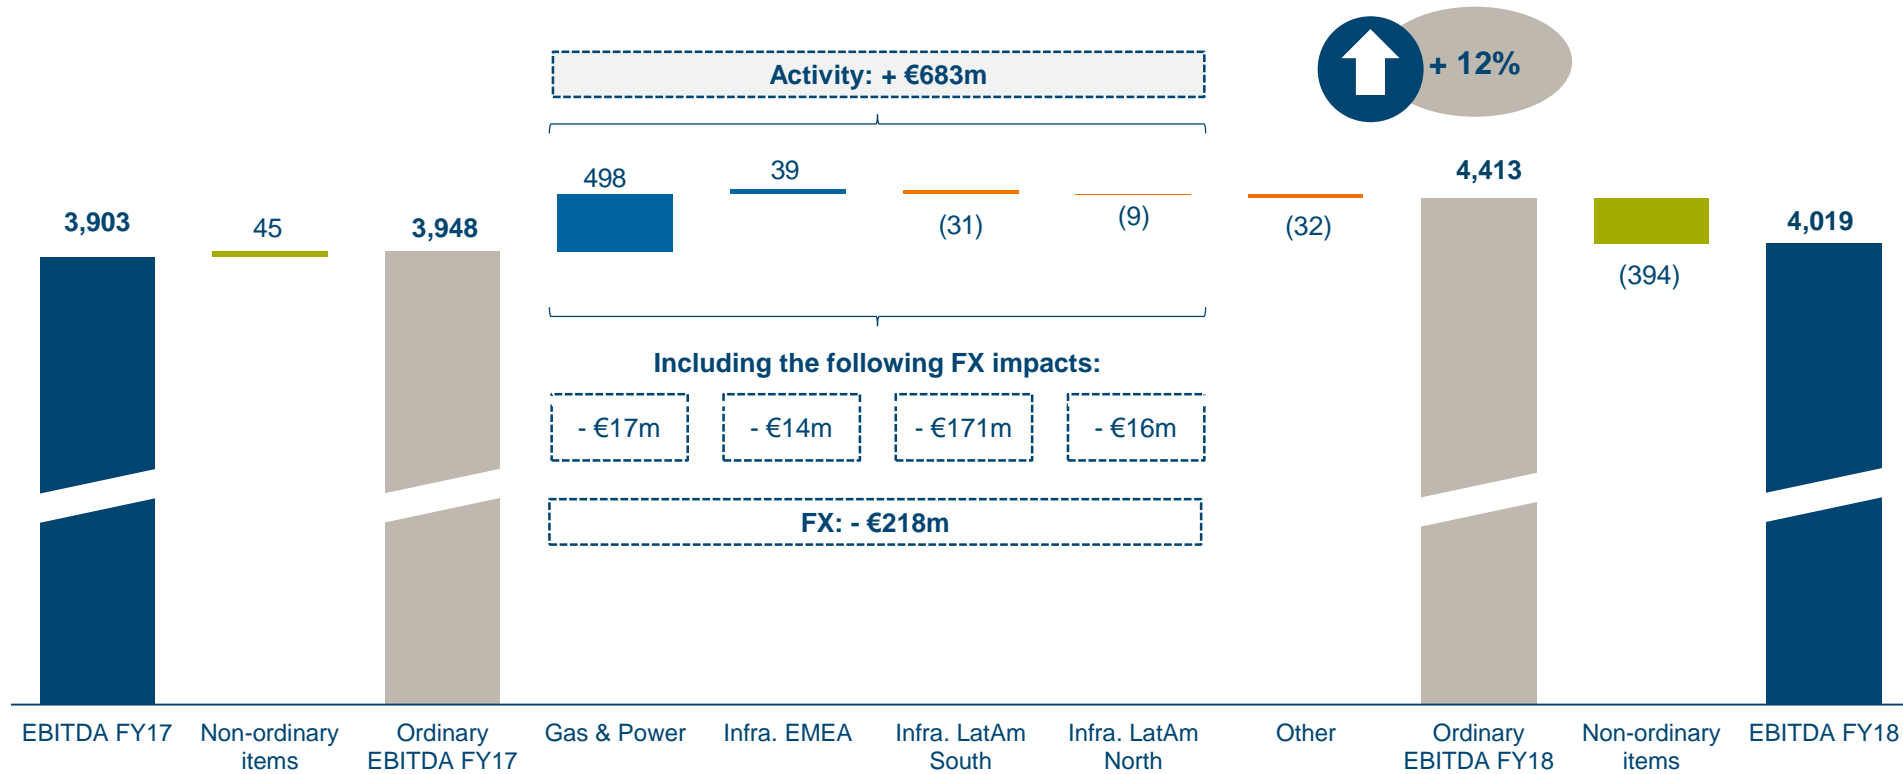 Activity: + €683m
+ 12%
3,903
45
3,948
498
39
(31)
(9)
(32)
4,413
(394)
4,019
Including the following FX impacts:
- €17m
- €14m
- €171m
- €16m
FX: - €218m
EBITDA FY17
Non-ordinary
items
Ordinary
EBITDA FY17
Gas & Power
Infra. EMEA
Infra. LatAm
South
Infra. LatAm
North
Other
Ordinary
EBITDA FY18
Non-ordinary
items
EBITDA FY18